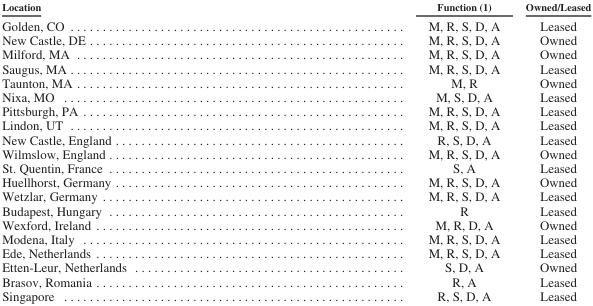 Location Function (1) Owned/Leased
Golden, CO M, R, S, D, A Leased
New Castle, DE M, R, S, D, A Owned
Milford, MA M, R, S, D, A Owned
Saugus, MA M, R, S, D, A Leased
Taunton, MA M, R Owned
Nixa, MO M, S, D, A Leased
Pittsburgh, PA M, R, S, D, A Leased
Lindon, UT M, R, S, D, A Leased
New Castle, England R, S, D, A Leased
Wilmslow, England M, R, S, D, A Owned
St. Quentin, France S, A Leased
Huellhorst, Germany M, R, S, D, A Owned
Wetzlar, Germany M, R, S, D, A Leased
Budapest, Hungary R Leased
Wexford, Ireland M, R, D, A Owned
Modena, Italy M, R, S, D, A Leased
Ede, Netherlands M, R, S, D, A Leased
Etten-Leur, Netherlands S, D, A Owned
Brasov, Romania R, A Leased
Singapore R, S, D, A Leased